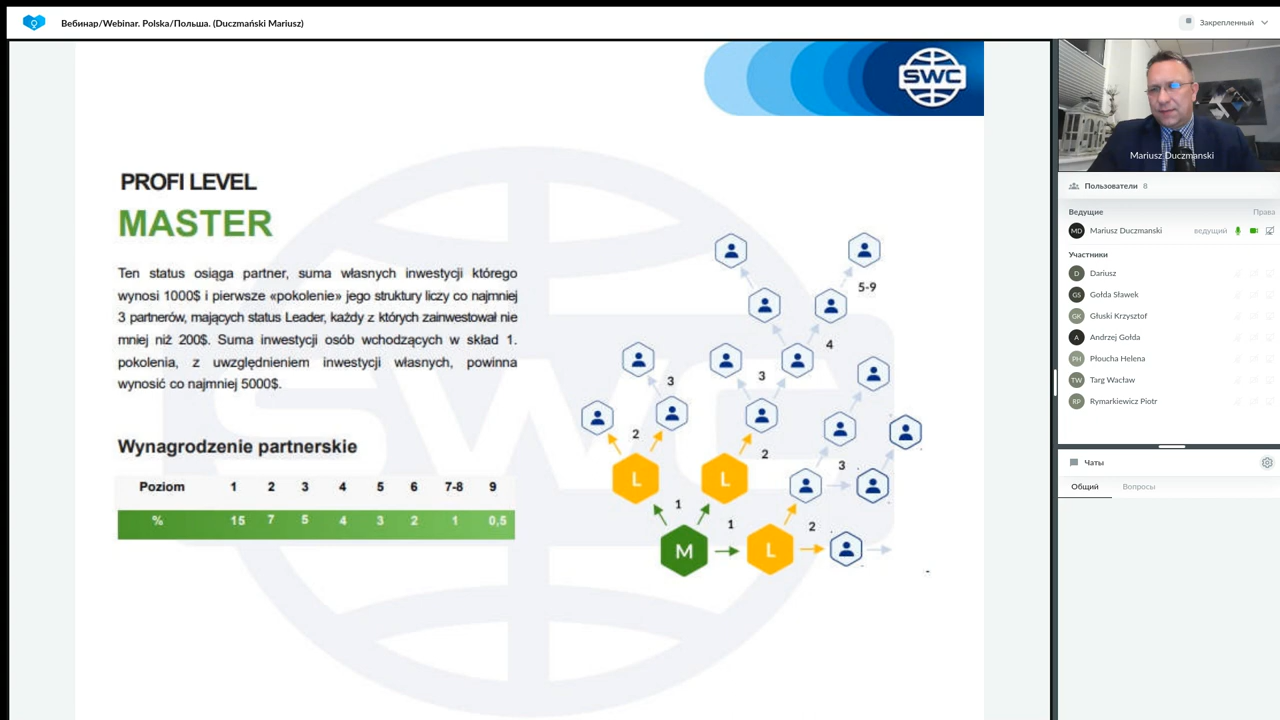 Вебинар/Webinar. Polska/Польша. (Duczmański Mariusz)
Закрепленный
SWC
PROFI LEVEL
MASTER
Ten status osiąga partner, suma własnych inwestycji którego
wynosi 1000$ i pierwsze «pokolenie» jego struktury liczy co najmniej
3 partnerów, mających status Leader, każdy z których zainwestował nie
mniej niż 200$. Suma inwestycji osób wchodzących w skład 1.
pokolenia, z uwzględnieniem inwestycji własnych, powinna
wynosić co najmniej 5000$.
Wynagrodzenie partnerskie
Poziom 1 2 3 4 5 6 7-8 9
% 15 7 5 4 3 2 1 0,5
5-9
4
3
3
2
2
3
L
L
1
1
2
M
L
Mariusz Duczmanski
Пользователи 8
Ведущие Права
MD Mariusz Duczmanski ведущий
Участники
D Dariusz
GS Gołda Sławek
GK Głuski Krzysztof
A Andrzej Gołda
PH Płoucha Helena
TW Targ Wacław
RP Rymarkiewicz Piotr
Чаты
Общий Вопросы